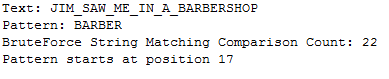 Text: JIM_SAW_ME_IN_A_BARBERSHOP
Pattern: BARBER
BruteForce String Matching Comparison Count: 22
Pattern starts at position 17